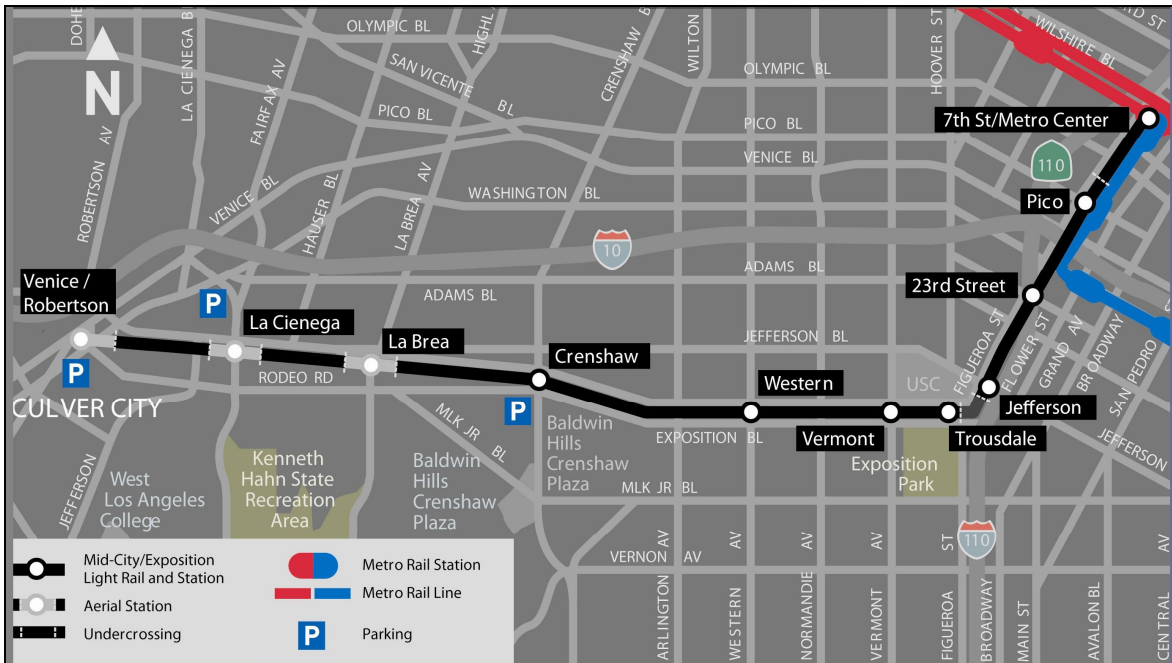 DOHE
LA CIENEGA B
OLYMPIC BL
HIGHL
CRENSHAW B
WILTON
HOOVER ST
RD ST
WILSHIRE BL
N
FAIRFAX AV
SAN VICENTE
BL
OLYMPIC BL
PICO BL
PICO BL
7th St/Metro Center
110
VENICE BL
ROBERTSON AV
VENICE BL
HAUSER BL
LA BREA AV
WASHINGTON BL
Pico
10
Venice /
Robertson
P
ADAMS BL
ADAMS BL
23rd Street
La Cienega
La Brea
JEFFERSON BL
FIGUEROA ST
FLOWER ST
GRAND AV
BROADWAY
SAN PEDRO
P
RODEO RD
Crenshaw
Western
USC
CULVER CITY
P
MLK JR BL
Baldwin
Hills
Crenshaw
Plaza
EXPOSITION BL
Vermont
Trousdale
Jefferson
JEFFERSON
JEFFERSON
West
Los Angeles
College
Kenneth
Hahn State
Recreation
Area
Baldwin
Hills
Crenshaw
Plaza
Exposition
Park
MLK JR BL
110
VERNON AV
ARLINGTON AV
WESTERN AV
NORMANDIE AV
VERMONT AV
FIGUEROA ST
BROADWAY
MAIN ST
AVALON BL
CENTRAL AV
Mid-City/Exposition
Light Rail and Station
Aerial Station
Undercrossing
Metro Rail Station
Metro Rail Line
P
Parking